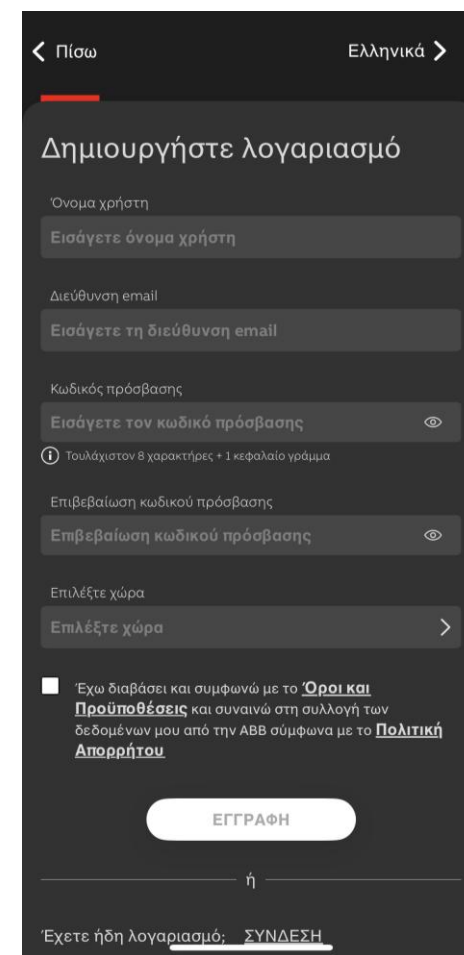 Πίσω Ελληνικά
Δημιουργήστε λογαριασμό
Όνομα χρήστη
Εισάγετε όνομα χρήστη
Διεύθυνση email
Εισάγετε τη διεύθυνση email
Κωδικός πρόσβασης
Εισάγετε τον κωδικό πρόσβασης
Τουλάχιστον 8 χαρακτήρες + 1 κεφαλαίο γράμμα
Επιβεβαίωση κωδικού πρόσβασης
Επιβεβαίωση κωδικού πρόσβασης
Επιλέξτε χώρα
Επιλέξτε χώρα
Έχω διαβάσει και συμφωνώ με το Όροι και
Προϋποθέσεις και συναινώ στη συλλογή των
δεδομένων μου από την ABB σύμφωνα με το Πολιτική
Απορρήτου
ΕΓΓΡΑΦΗ
ή
Έχετε ήδη λογαριασμό; ΣΥΝΔΕΣΗ